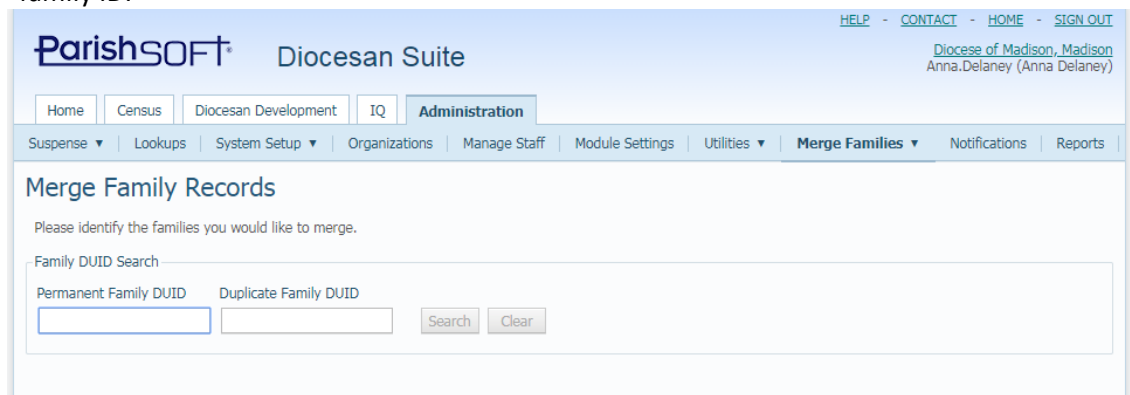 family ID.
HELP - CONTACT - HOME - SIGN OUT
ParishSOFT Diocesan Suite
Diocese of Madison, Madison
Anna.Delaney (Anna Delaney)
Home Census Diocesan Development IQ Administration
Suspense ▼ | Lookups | System Setup ▼ | Organizations | Manage Staff | Module Settings | Utilities ▼ | Merge Families ▼ | Notifications | Reports |
Merge Family Records
Please identify the families you would like to merge.
Family DUID Search
Permanent Family DUID Duplicate Family DUID
Search Clear